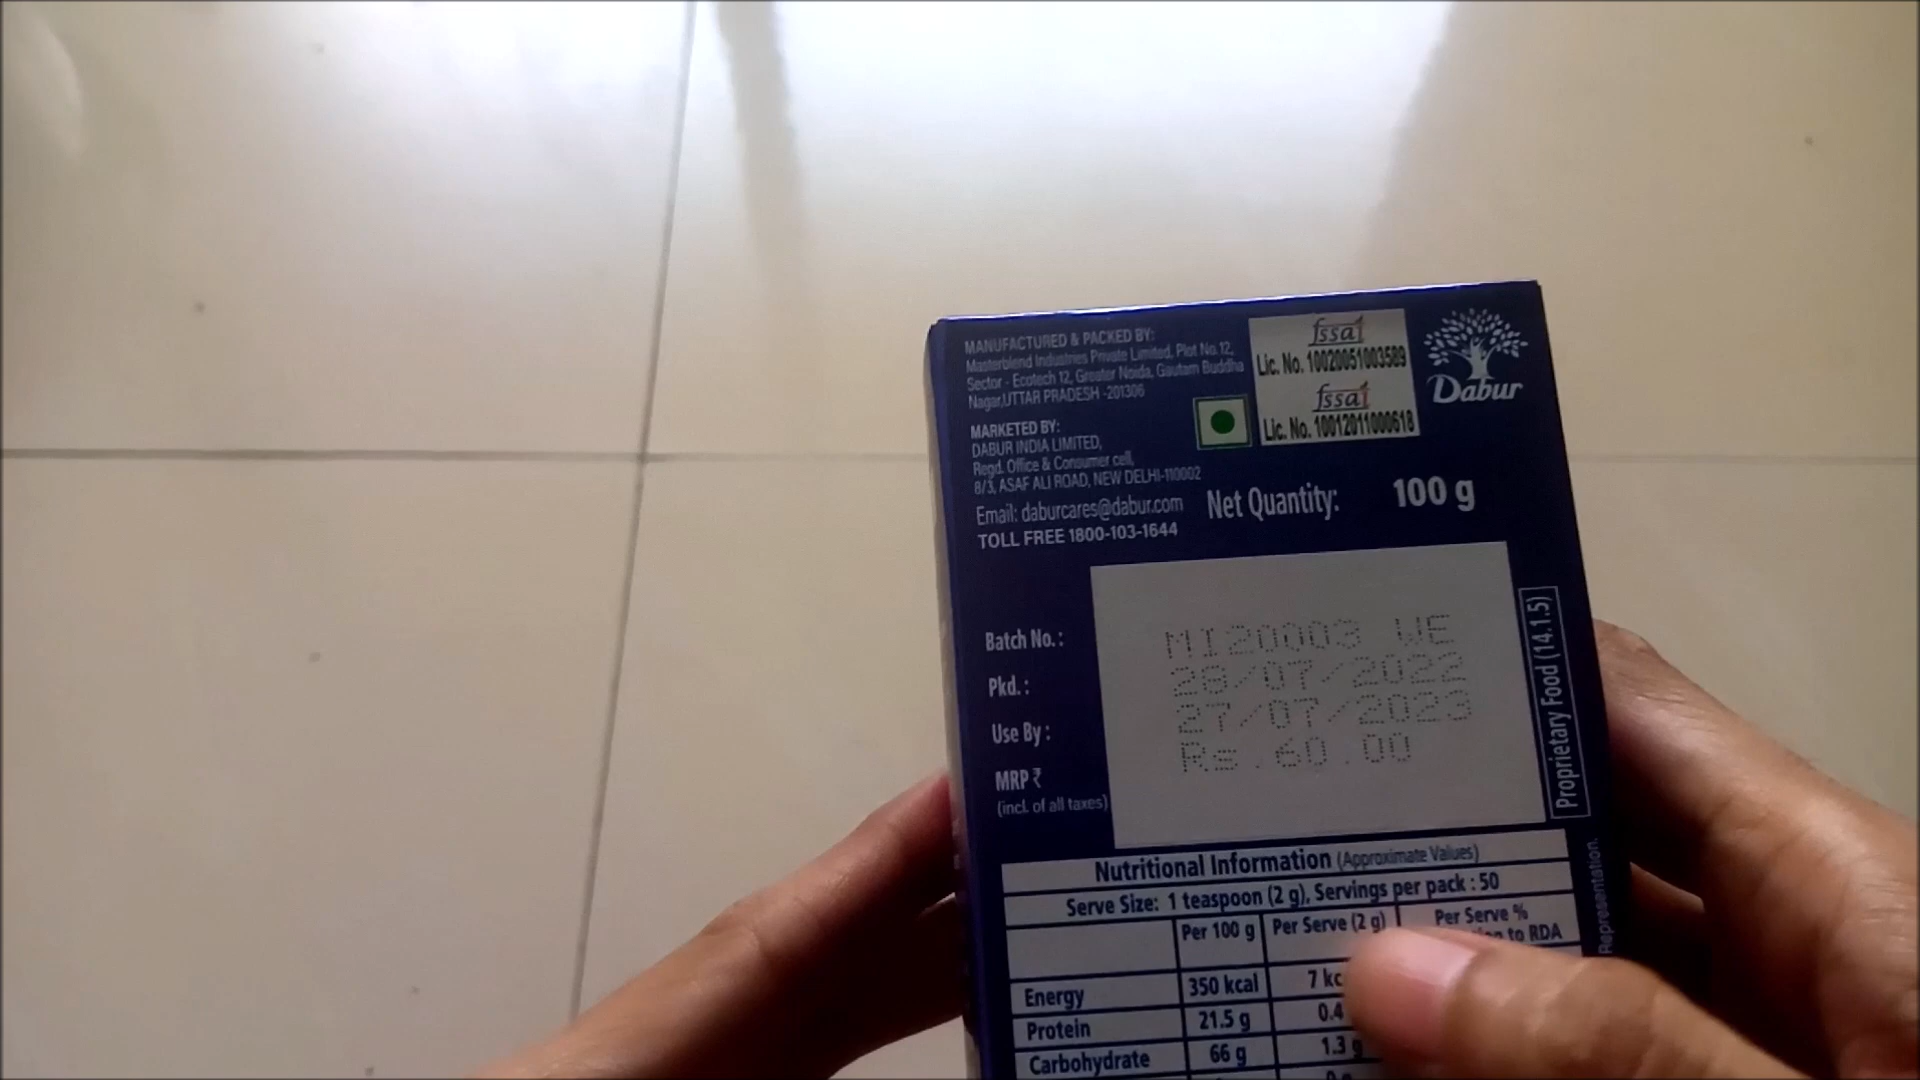 MANUFACTURED & PACKED BY:
Masterblend Industries Private Limited, Plot No.12,
Sector - Ecotech 12, Greater Noida, Gautam Buddha
Nagar,UTTAR PRADESH -201306
MARKETED BY:
DABUR INDIA LIMITED,
Regd. Office & Consumer cell,
8/3, ASAF ALI ROAD, NEW DELHI-110002
Email: daburcares@dabur.com
TOLL FREE 1800-103-1644
fssai
Lic. No. 10020051003589
fssai
Lic. No. 10012011000618
Dabur
Net Quantity: 100 g
Batch No.: MI20003 WE
Pkd.: 28/07/2022
Use By: 27/07/2023
MRP ₹ Rs.60.00
(incl. of all taxes)
Proprietary Food (14.1.5)
Representation.
Nutritional Information (Approximate Values)
Serve Size: 1 teaspoon (2 g), Servings per pack : 50
Per 100 g Per Serve (2 g) Per Serve %
to RDA
Energy 350 kcal 7
Protein 21.5 g 0.4
Carbohydrate 66 g 1.3 g